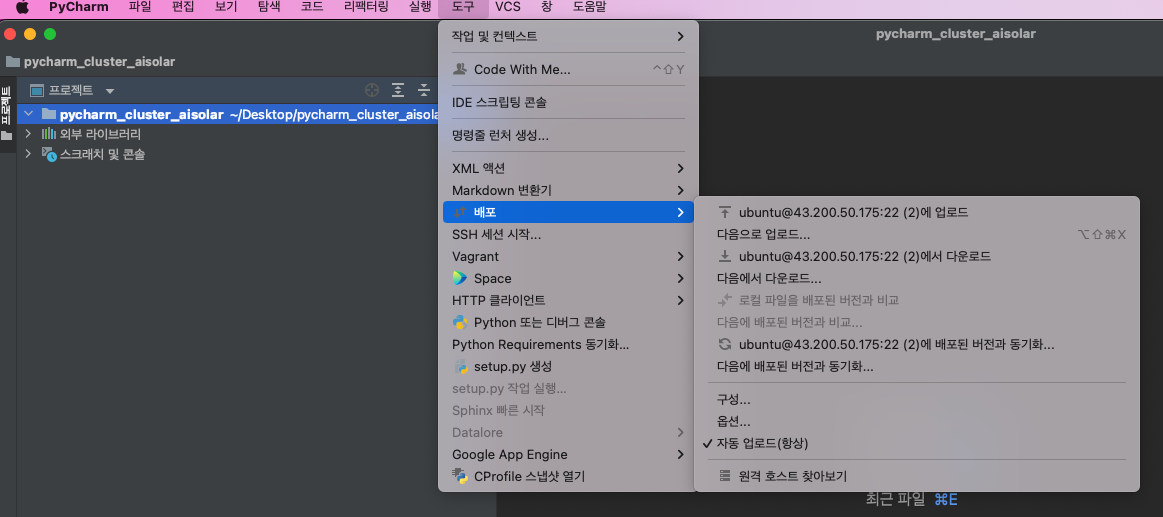 PyCharm 파일 편집 보기 탐색 코드 리팩터링 실행 도구 VCS 창 도움말
pycharm_cluster_aisolar
pycharm_cluster_aisolar
프로젝트
프로젝트
pycharm_cluster_aisolar ~/Desktop/pycharm_cluster_aisola
외부 라이브러리
스크래치 및 콘솔
작업 및 컨텍스트
Code With Me... ^⇧Y
IDE 스크립팅 콘솔
명령줄 런처 생성...
XML 액션
Markdown 변환기
배포
SSH 세션 시작...
Vagrant
Space
HTTP 클라이언트
Python 또는 디버그 콘솔
Python Requirements 동기화...
setup.py 생성
setup.py 작업 실행...
Sphinx 빠른 시작
Datalore
Google App Engine
CProfile 스냅샷 열기
ubuntu@43.200.50.175:22 (2)에 업로드
다음으로 업로드... ⌥⇧⌘X
ubuntu@43.200.50.175:22 (2)에서 다운로드
다음에서 다운로드...
로컬 파일을 배포된 버전과 비교
다음에 배포된 버전과 비교...
ubuntu@43.200.50.175:22 (2)에 배포된 버전과 동기화...
다음에 배포된 버전과 동기화...
구성...
옵션...
✓ 자동 업로드(항상)
원격 호스트 찾아보기
최근 파일 ⌘E